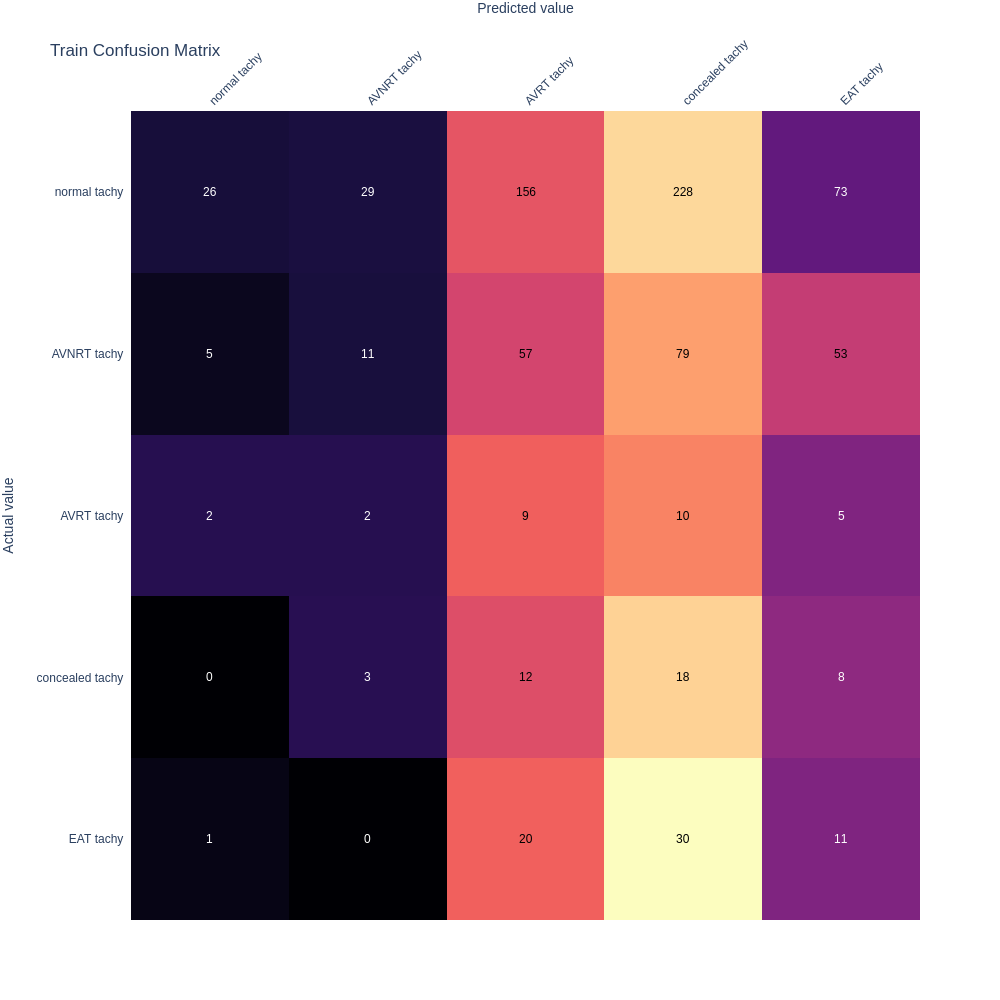 Predicted value
Train Confusion Matrix
normal tachy
AVNRT tachy
AVRT tachy
concealed tachy
EAT tachy
Actual value
normal tachy 26 29 156 228 73
AVNRT tachy 5 11 57 79 53
AVRT tachy 2 2 9 10 5
concealed tachy 0 3 12 18 8
EAT tachy 1 0 20 30 11